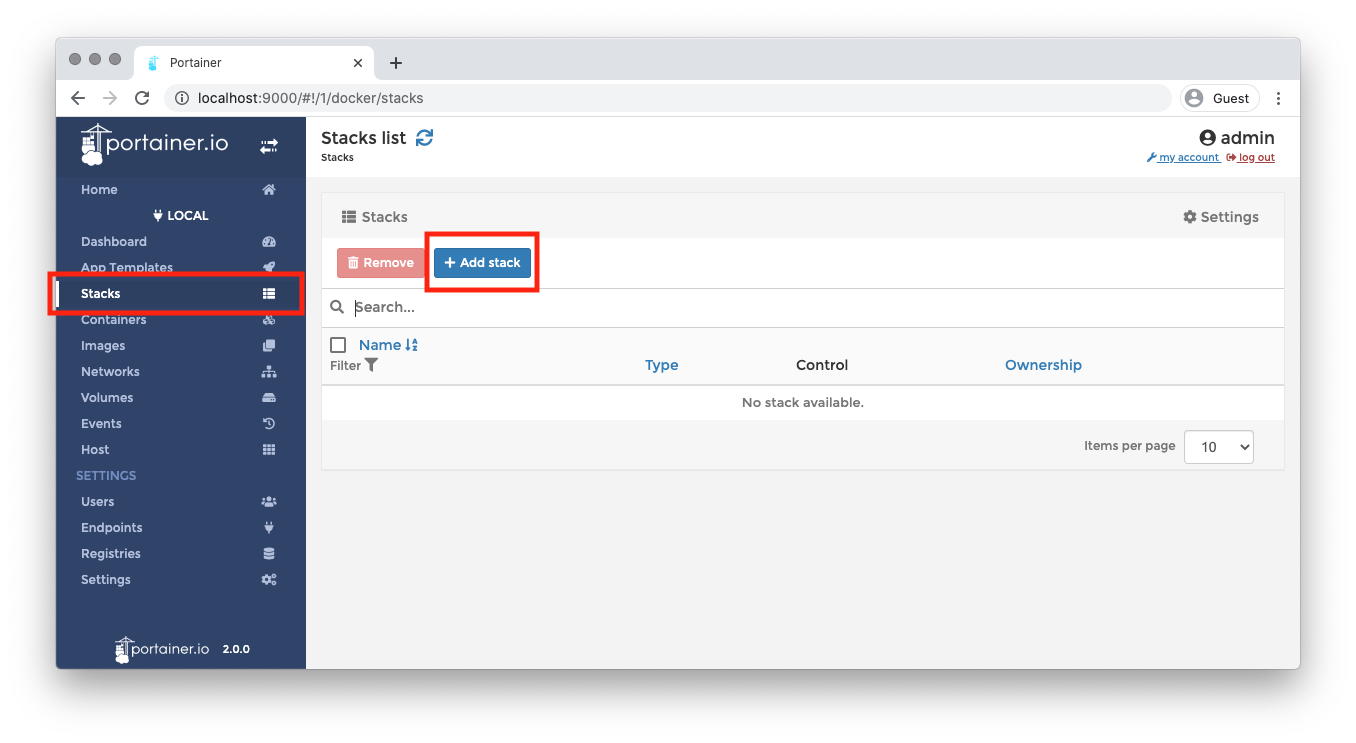 Portainer
localhost:9000/#!/1/docker/stacks
Guest
portainer.io
Home
LOCAL
Dashboard
App Templates
Stacks
Containers
Images
Networks
Volumes
Events
Host
SETTINGS
Users
Endpoints
Registries
Settings
portainer.io 2.0.0
Stacks list
Stacks
admin
my account log out
Stacks Settings
Remove + Add stack
Search...
Name
Filter Type Control Ownership
No stack available.
Items per page 10